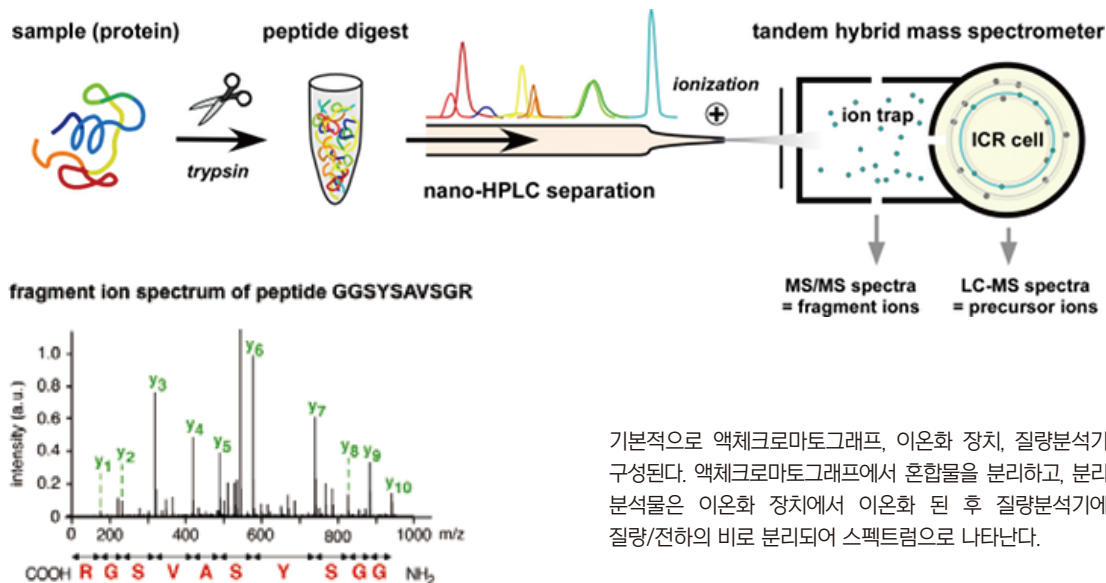 sample (protein)
peptide digest
tandem hybrid mass spectrometer
trypsin
ionization
+
nano-HPLC separation
ion trap
ICR cell
MS/MS spectra
= fragment ions
LC-MS spectra
= precursor ions
fragment ion spectrum of peptide GGSYSAVSGR
intensity (a.u.)
1.0
0.8
0.6
0.4
0.2
0
y1
y2
y3
y4
y5
y6
y7
y8
y9
y10
0 200 400 600 800 1000 m/z
COOH R G S V A S Y S G G NH2
기본적으로 액체크로마토그래프, 이온화 장치, 질량분석기
구성된다. 액체크로마토그래프에서 혼합물을 분리하고, 분리
분석물은 이온화 장치에서 이온화 된 후 질량분석기에
질량/전하의 비로 분리되어 스펙트럼으로 나타난다.